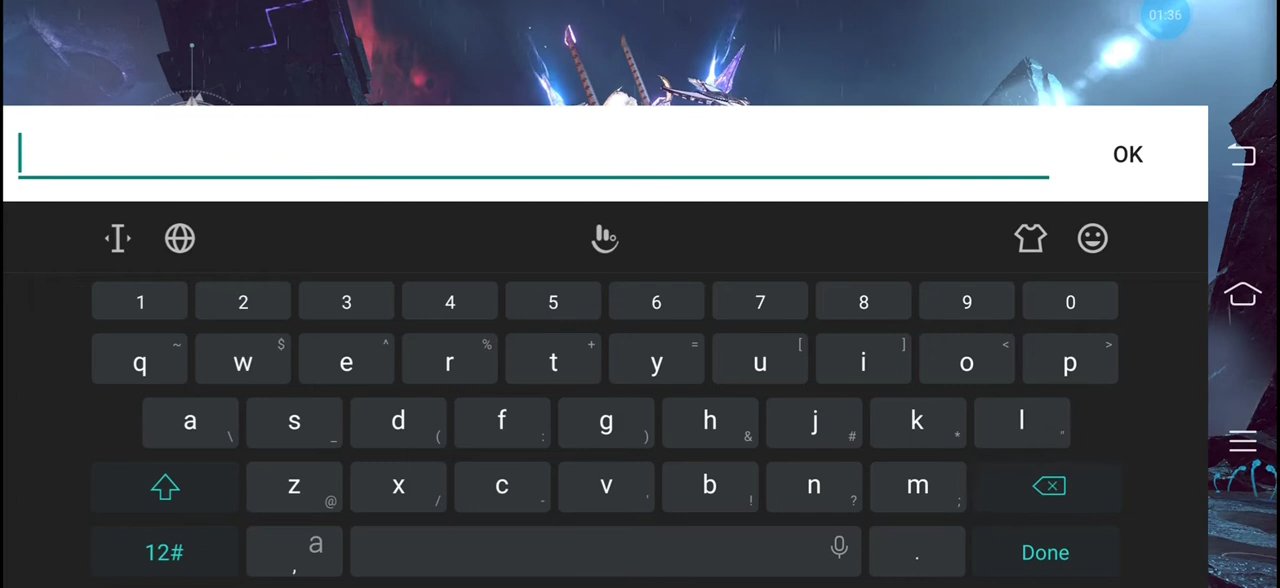 01:36
OK
1 2 3 4 5 6 7 8 9 0
q ~ w $ e ^ r % t + y = u [ i ] o < p >
a \ s _ d ( f : g ) h & j # k * l "
z @ x / c - v ' b ! n ? m ;
12# , a . Done